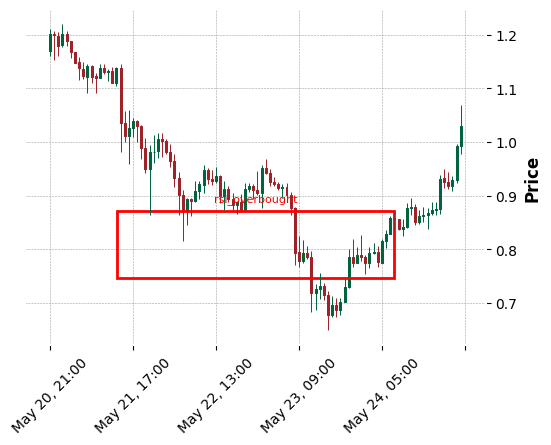 1.2
1.1
1.0
0.9
0.8
0.7
Price
rsi_overbought
May 20, 21:00
May 21, 17:00
May 22, 13:00
May 23, 09:00
May 24, 05:00